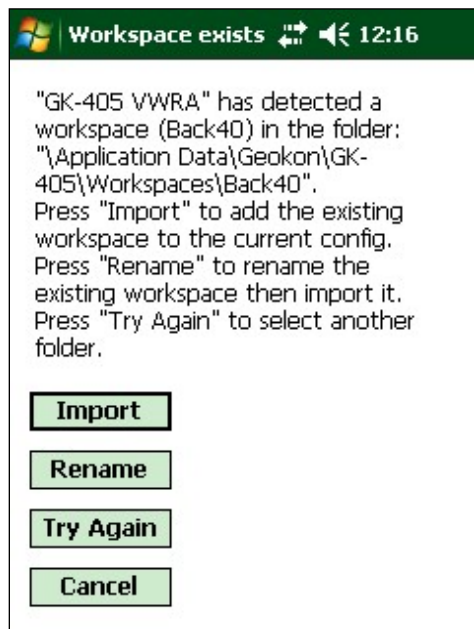 Workspace exists 12:16
"GK-405 VWRA" has detected a
workspace (Back40) in the folder:
"\Application Data\Geokon\GK-
405\Workspaces\Back40".
Press "Import" to add the existing
workspace to the current config.
Press "Rename" to rename the
existing workspace then import it.
Press "Try Again" to select another
folder.
Import
Rename
Try Again
Cancel